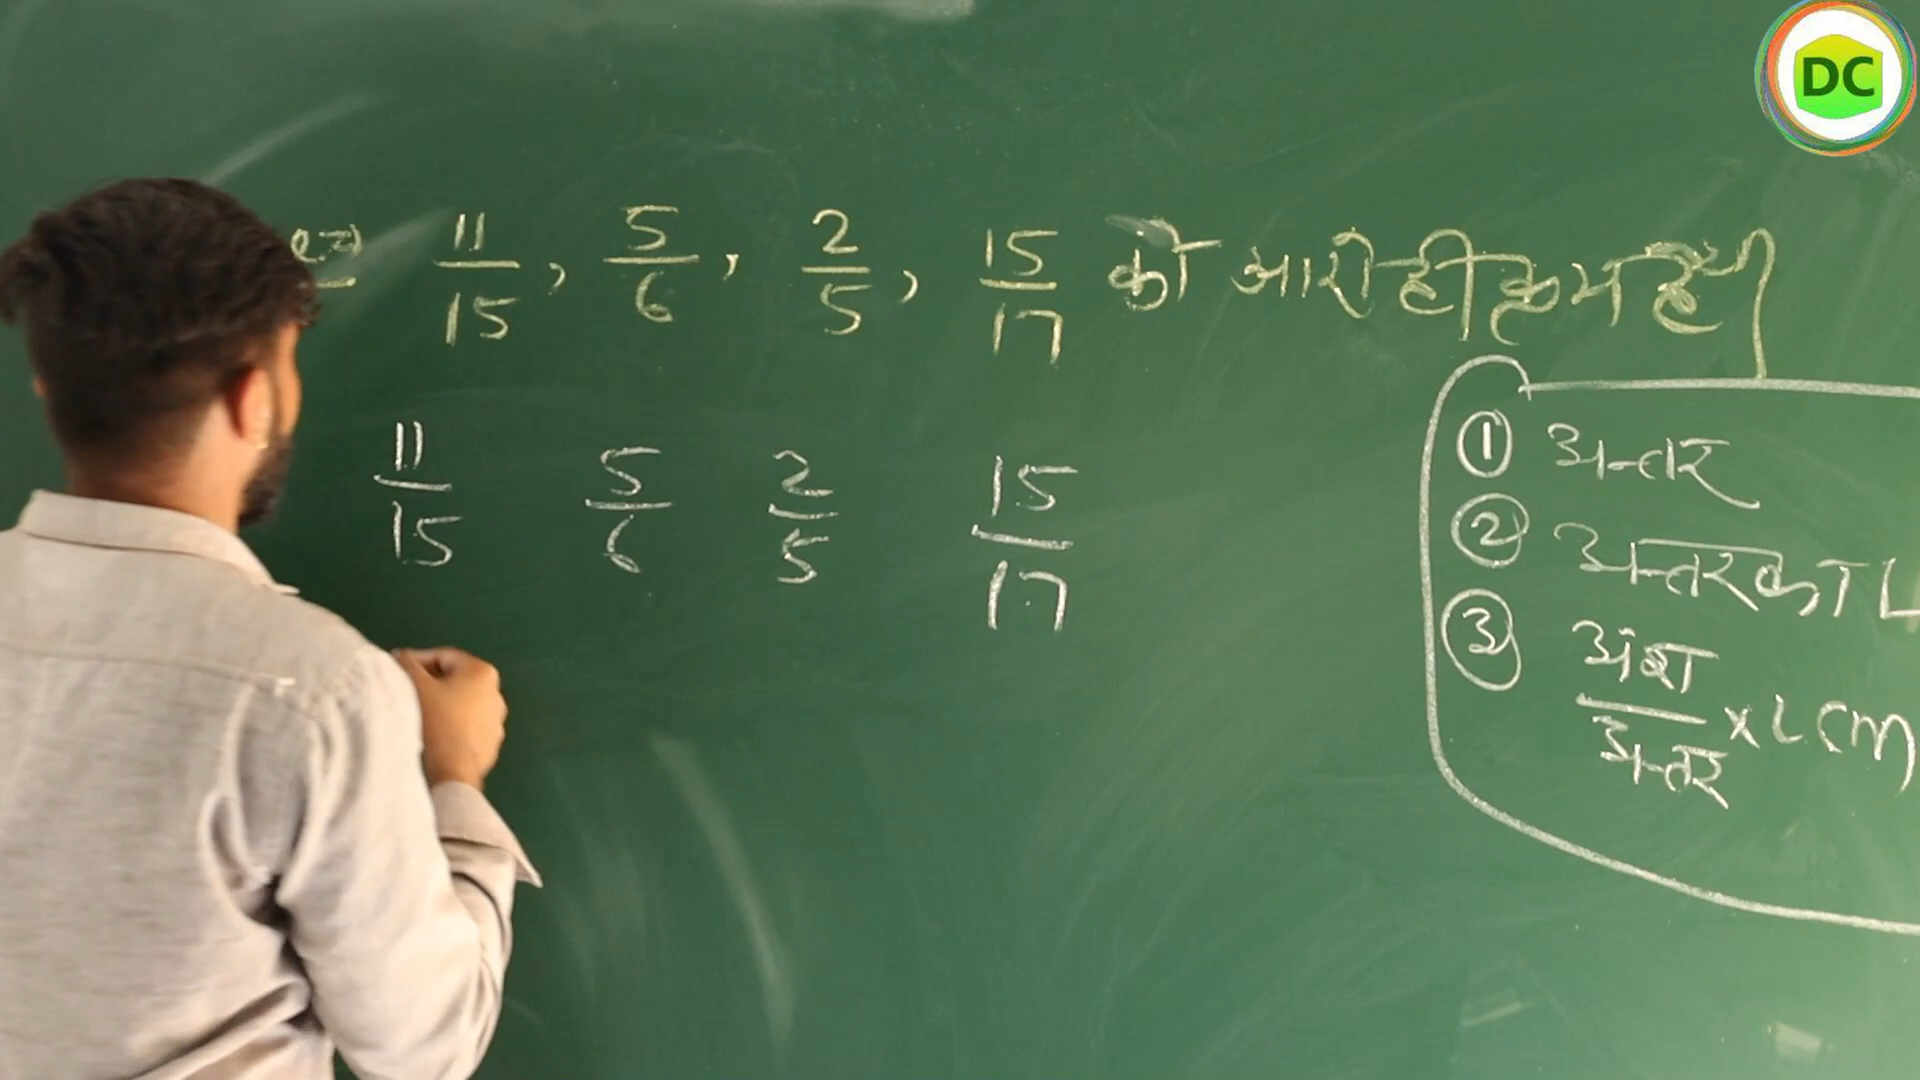 DC
11/15, 5/6, 2/5, 15/17 को आरोही क्रम
11/15 5/6 2/5 15/17
① अन्तर
② अन्तर का L
③ अंश/अन्तर × LCM